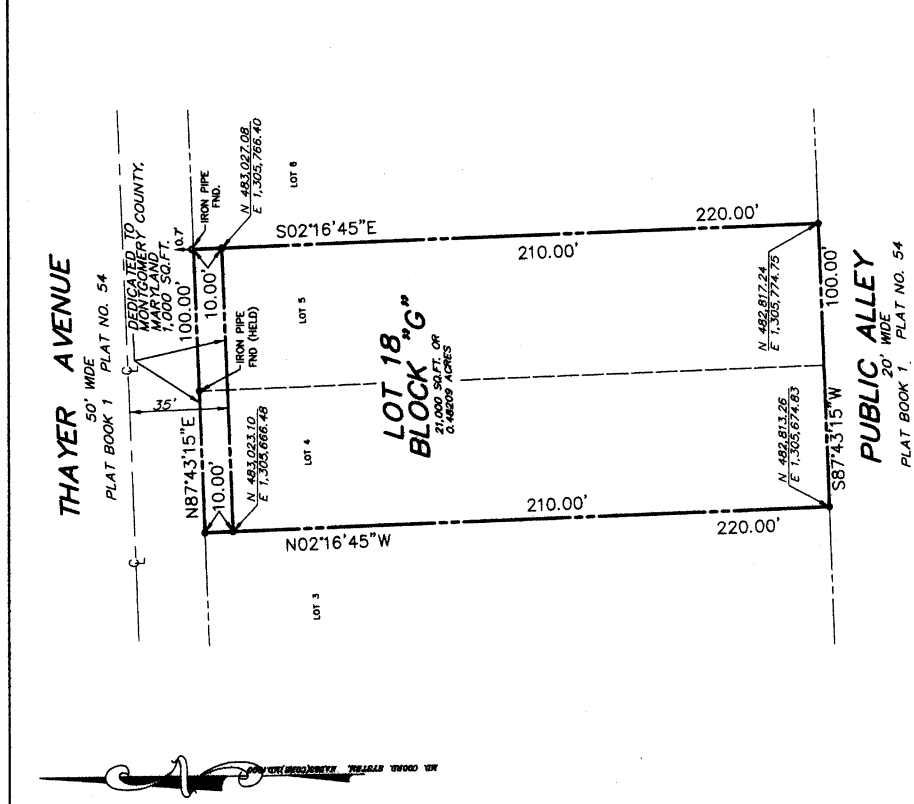 THAYER AVENUE
50' WIDE
PLAT BOOK 1 PLAT NO. 54
DEDICATED TO
MONTGOMERY COUNTY,
MARYLAND
1,000 SQ.FT.
35'
N87°43'15"E
100.00'
0.7'
IRON PIPE
FND.
IRON PIPE
FND (HELD)
10.00'
10.00'
N 483,027.08
E 1,305,766.40
N 483,023.10
E 1,305,666.48
LOT 3
LOT 4
LOT 5
LOT 6
S02°16'45"E
210.00'
220.00'
LOT 18
BLOCK "G"
21,000 SQ.FT. OR
0.48209 ACRES
N02°16'45"W
210.00'
220.00'
N 482,817.24
E 1,305,774.75
N 482,813.26
E 1,305,674.83
S87°43'15"W
100.00'
PUBLIC ALLEY
20' WIDE
PLAT BOOK 1, PLAT NO. 54
MD. COORD. SYSTEM,